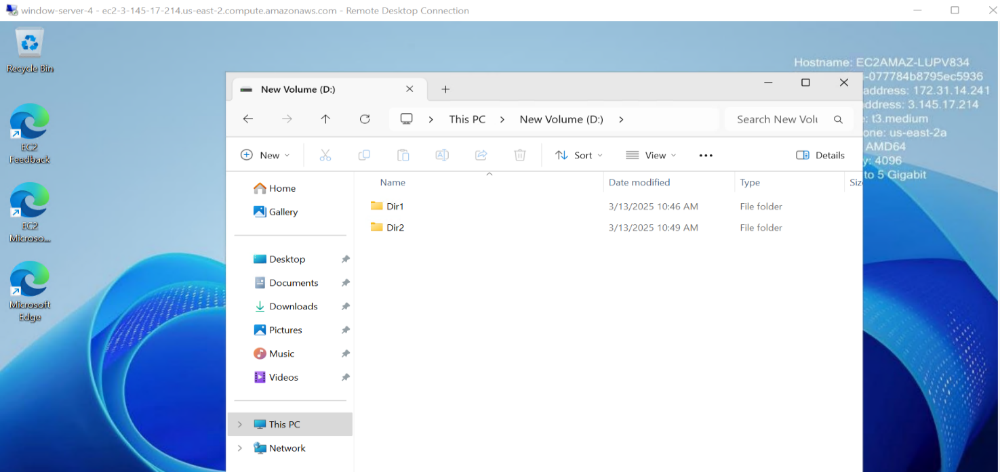 window-server-4 - ec2-3-145-17-214.us-east-2.compute.amazonaws.com - Remote Desktop Connection
Recycle Bin
EC2
Feedback
EC2
Microso...
Microsoft
Edge
Hostname: EC2AMAZ-LUPV834
-077784b8795ec5936
address: 172.31.14.241
ddress: 3.145.17.214
: t3.medium
one: us-east-2a
AMD64
y: 4096
to 5 Gigabit
New Volume (D:)
This PC
New Volume (D:)
Search New Volu
New
Sort
View
Details
Home
Gallery
Desktop
Documents
Downloads
Pictures
Music
Videos
This PC
Network
Name Date modified Type Siz
Dir1 3/13/2025 10:46 AM File folder
Dir2 3/13/2025 10:49 AM File folder